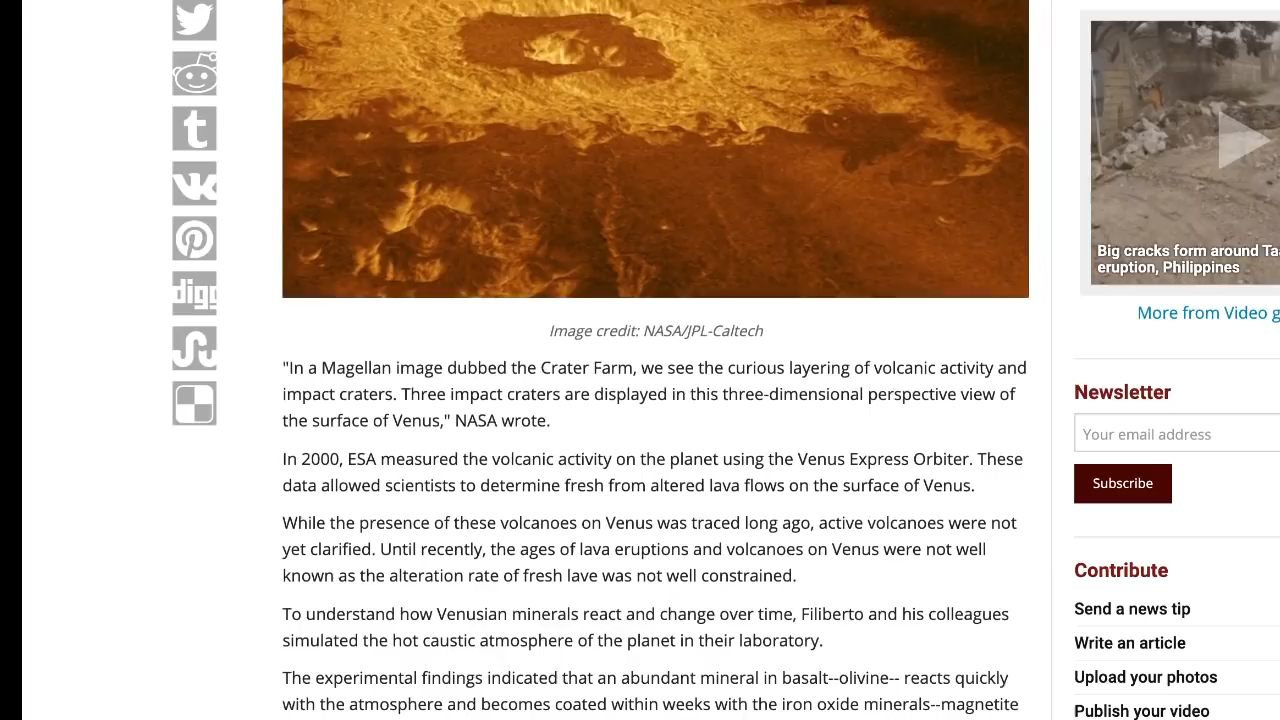 t
digg
Image credit: NASA/JPL-Caltech
"In a Magellan image dubbed the Crater Farm, we see the curious layering of volcanic activity and
impact craters. Three impact craters are displayed in this three-dimensional perspective view of
the surface of Venus," NASA wrote.
In 2000, ESA measured the volcanic activity on the planet using the Venus Express Orbiter. These
data allowed scientists to determine fresh from altered lava flows on the surface of Venus.
While the presence of these volcanoes on Venus was traced long ago, active volcanoes were not
yet clarified. Until recently, the ages of lava eruptions and volcanoes on Venus were not well
known as the alteration rate of fresh lave was not well constrained.
To understand how Venusian minerals react and change over time, Filiberto and his colleagues
simulated the hot caustic atmosphere of the planet in their laboratory.
The experimental findings indicated that an abundant mineral in basalt--olivine-- reacts quickly
with the atmosphere and becomes coated within weeks with the iron oxide minerals--magnetite
Big cracks form around
eruption, Philippines
More from Video
Newsletter
Your email address
Subscribe
Contribute
Send a news tip
Write an article
Upload your photos
Publish your video